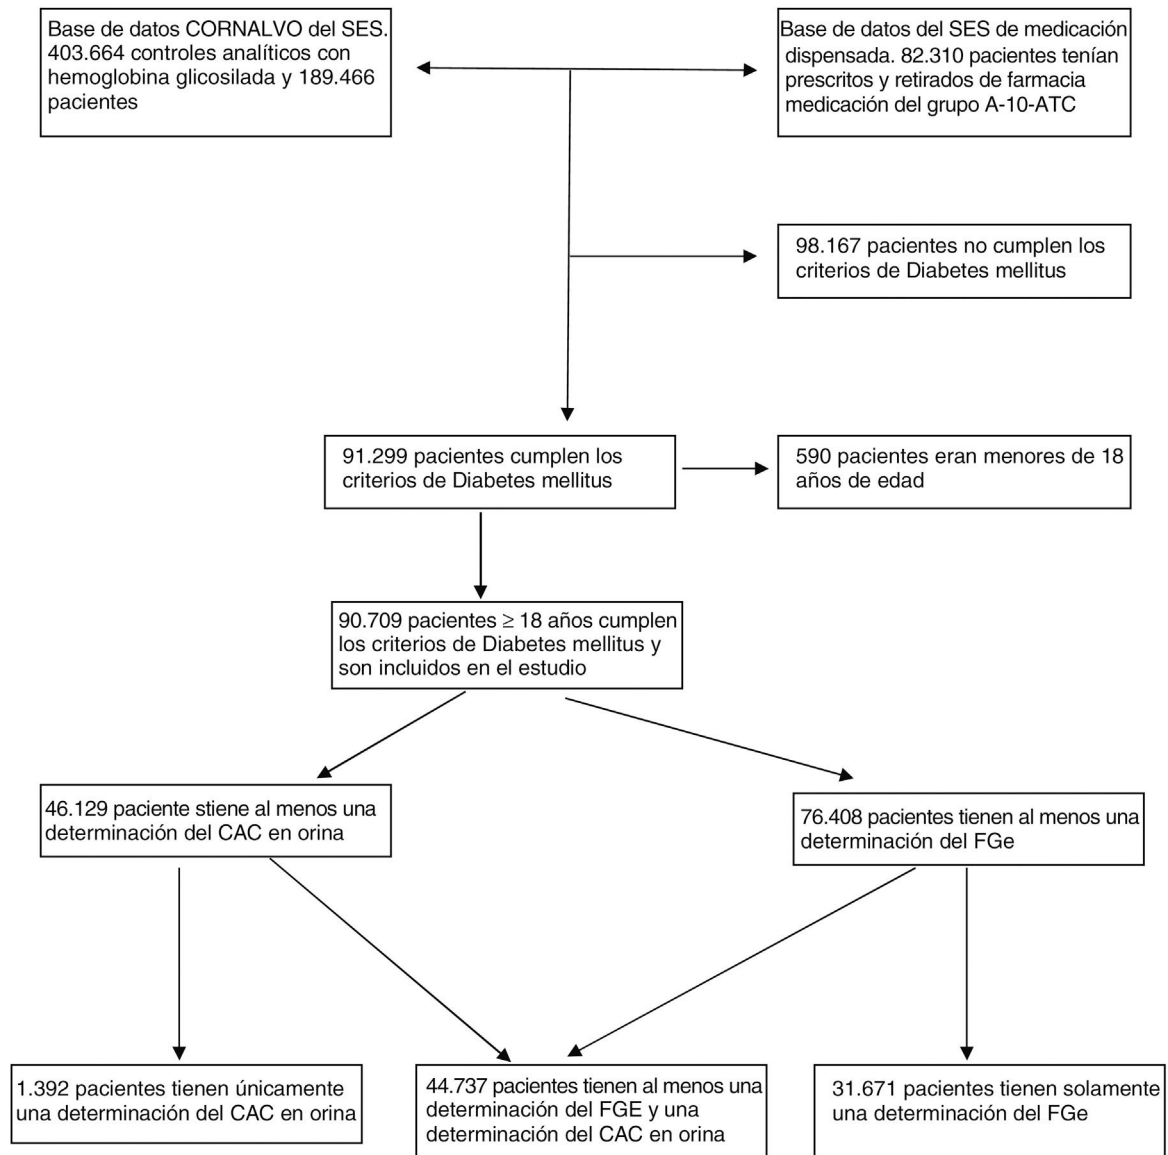 Base de datos CORNALVO del SES.
403.664 controles analíticos con
hemoglobina glicosilada y 189.466
pacientes
Base de datos del SES de medicación
dispensada. 82.310 pacientes tenían
prescritos y retirados de farmacia
medicación del grupo A-10-ATC
98.167 pacientes no cumplen los
criterios de Diabetes mellitus
91.299 pacientes cumplen los
criterios de Diabetes mellitus
590 pacientes eran menores de 18
años de edad
90.709 pacientes ≥ 18 años cumplen
los criterios de Diabetes mellitus y
son incluidos en el estudio
46.129 paciente stiene al menos una
determinación del CAC en orina
76.408 pacientes tienen al menos una
determinación del FGe
1.392 pacientes tienen únicamente
una determinación del CAC en orina
44.737 pacientes tienen al menos una
determinación del FGE y una
determinación del CAC en orina
31.671 pacientes tienen solamente
una determinación del FGe